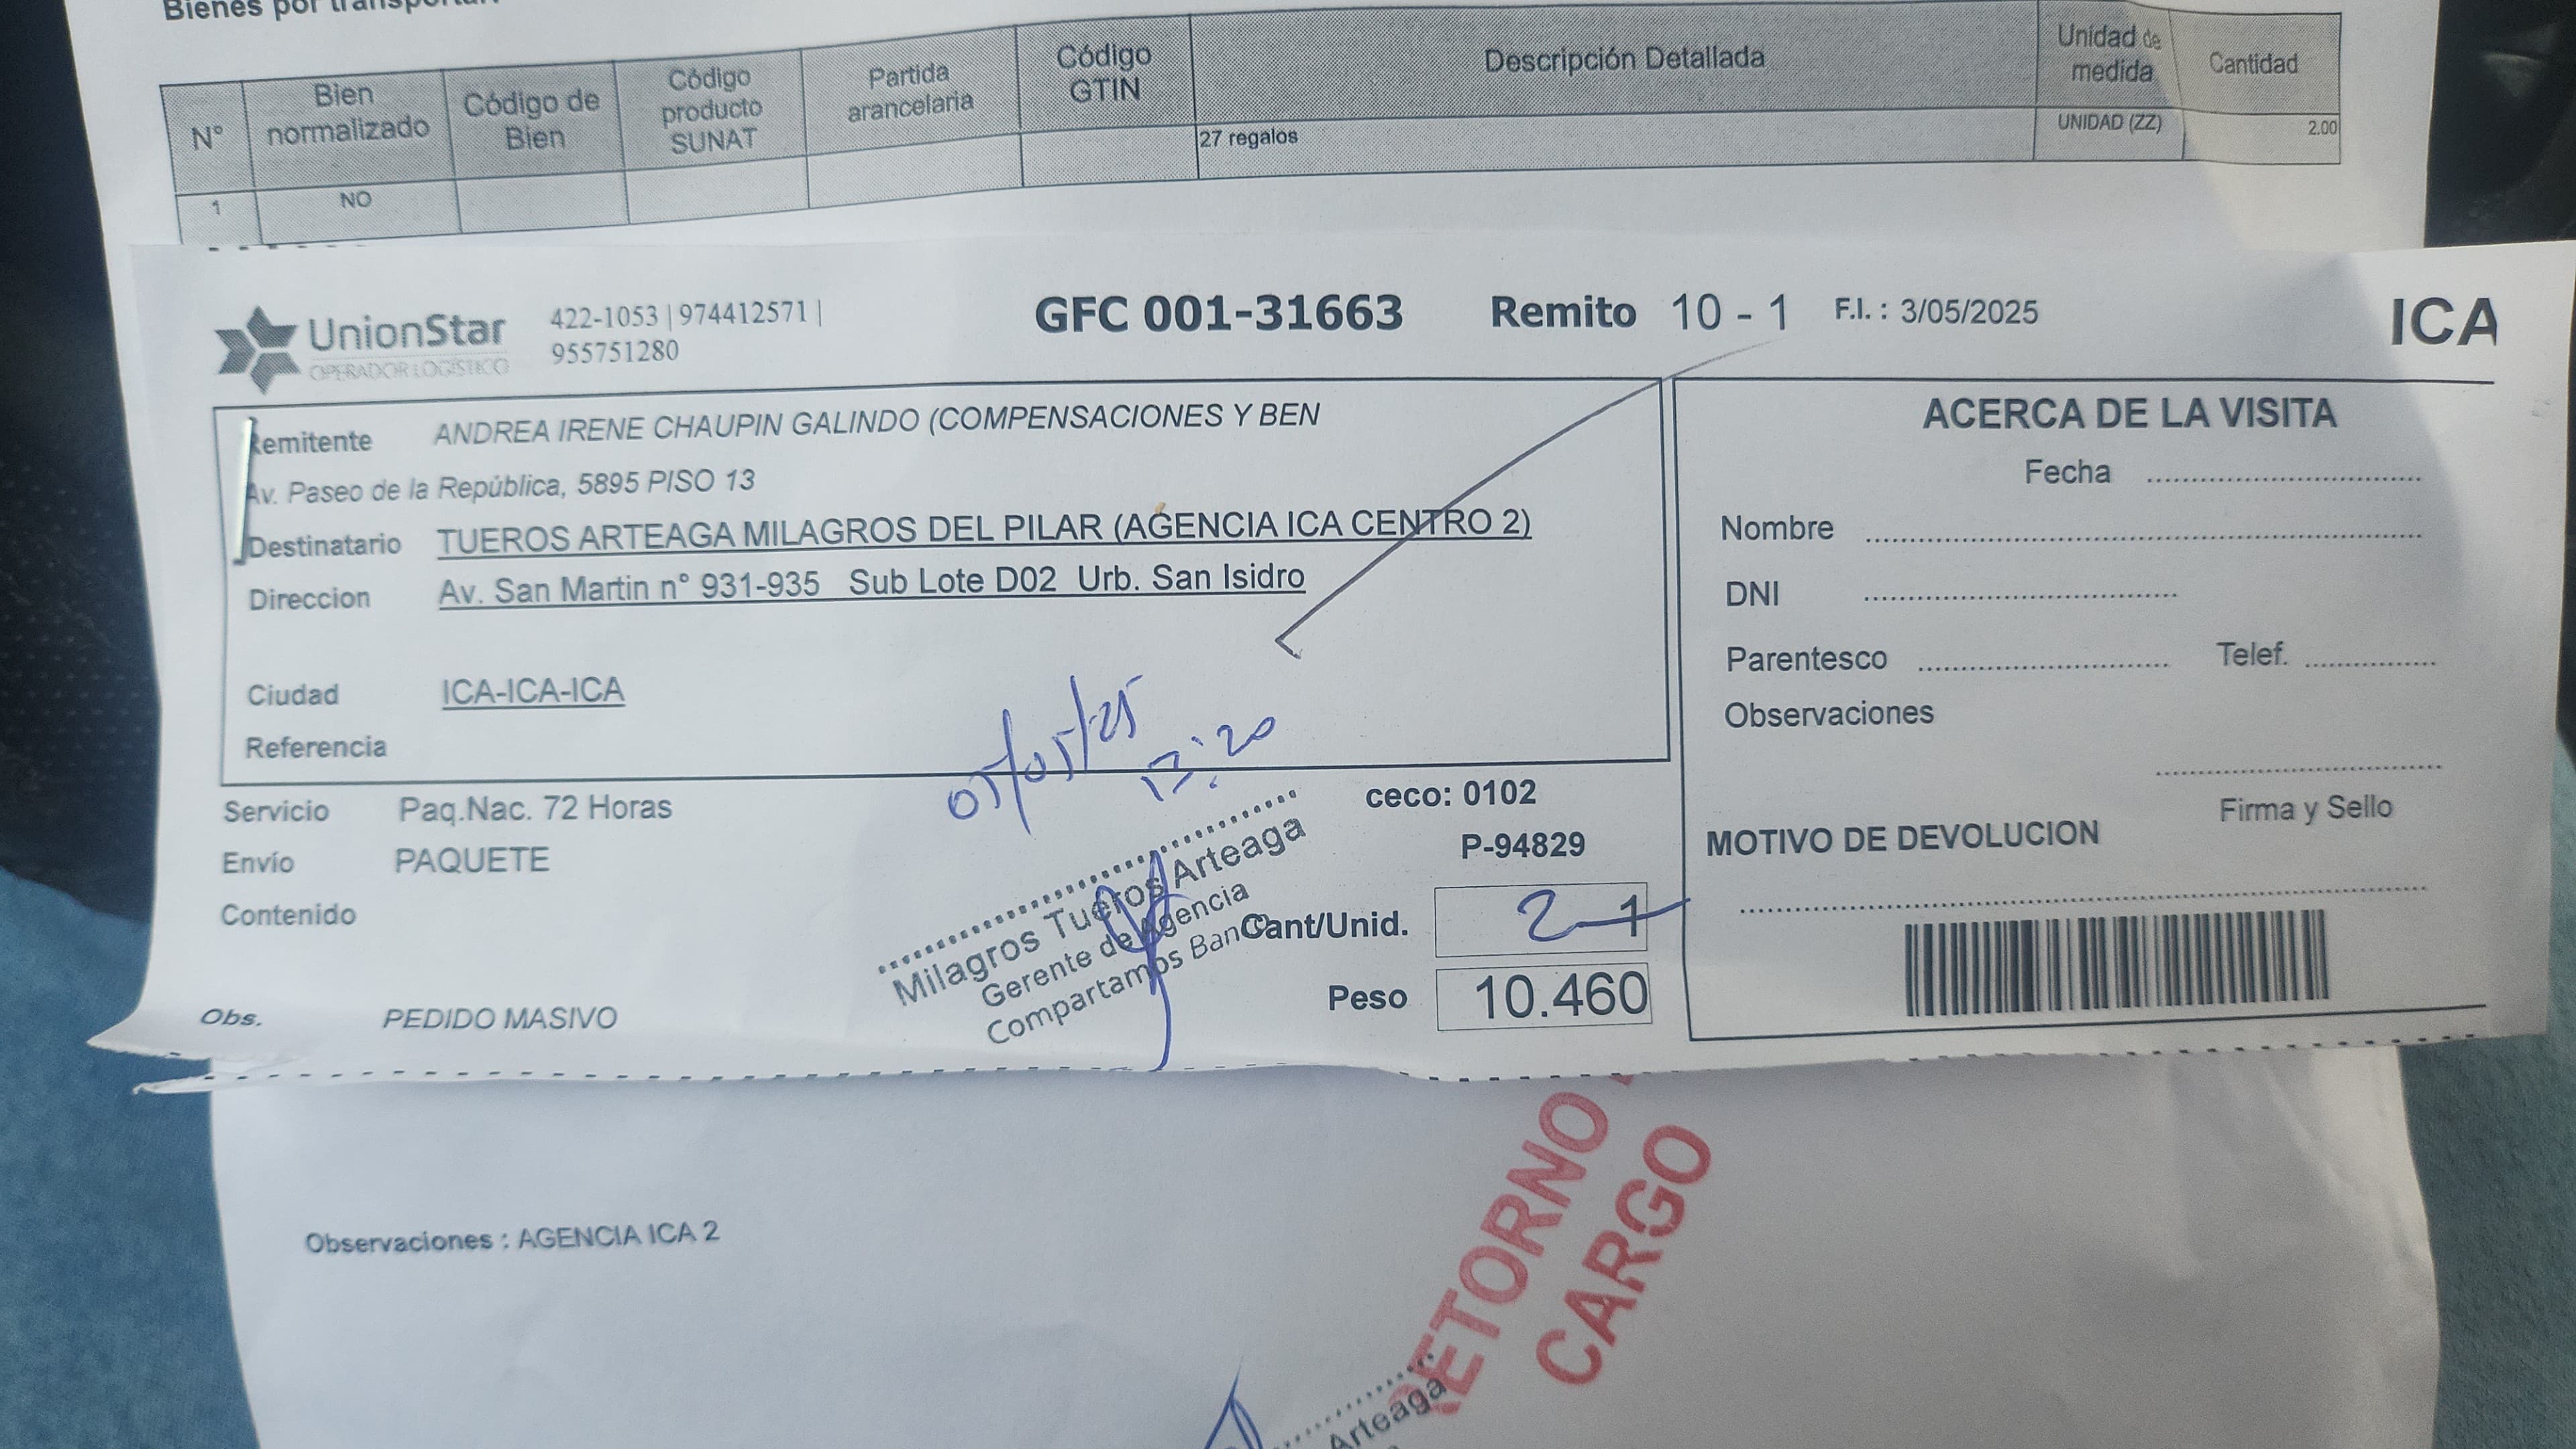 Bienes por transportar
N°
Bien normalizado
Código de Bien
Código producto SUNAT
Partida arancelaria
Código GTIN
Descripción Detallada
Unidad de medida
Cantidad
1
NO
27 regalos
UNIDAD (ZZ)
2.00
UnionStar
OPERADOR LOGÍSTICO
422-1053 | 974412571 |
955751280
GFC 001-31663
Remito 10 - 1
F.I. : 3/05/2025
ICA
Remitente ANDREA IRENE CHAUPIN GALINDO (COMPENSACIONES Y BEN
Av. Paseo de la República, 5895 PISO 13
Destinatario TUEROS ARTEAGA MILAGROS DEL PILAR (AGENCIA ICA CENTRO 2)
Direccion Av. San Martin n° 931-935 Sub Lote D02 Urb. San Isidro
Ciudad ICA-ICA-ICA
Referencia
05/05/25
13:20
Servicio Paq.Nac. 72 Horas
Envío PAQUETE
Contenido
Obs. PEDIDO MASIVO
Milagros Tueros Arteaga
Gerente de Agencia
Compartamos Banco
ceco: 0102
P-94829
Cant/Unid. 2 1
Peso 10.460
ACERCA DE LA VISITA
Fecha
Nombre
DNI
Parentesco Telef.
Observaciones
Firma y Sello
MOTIVO DE DEVOLUCION
Observaciones : AGENCIA ICA 2
RETORNO
CARGO
Arteaga